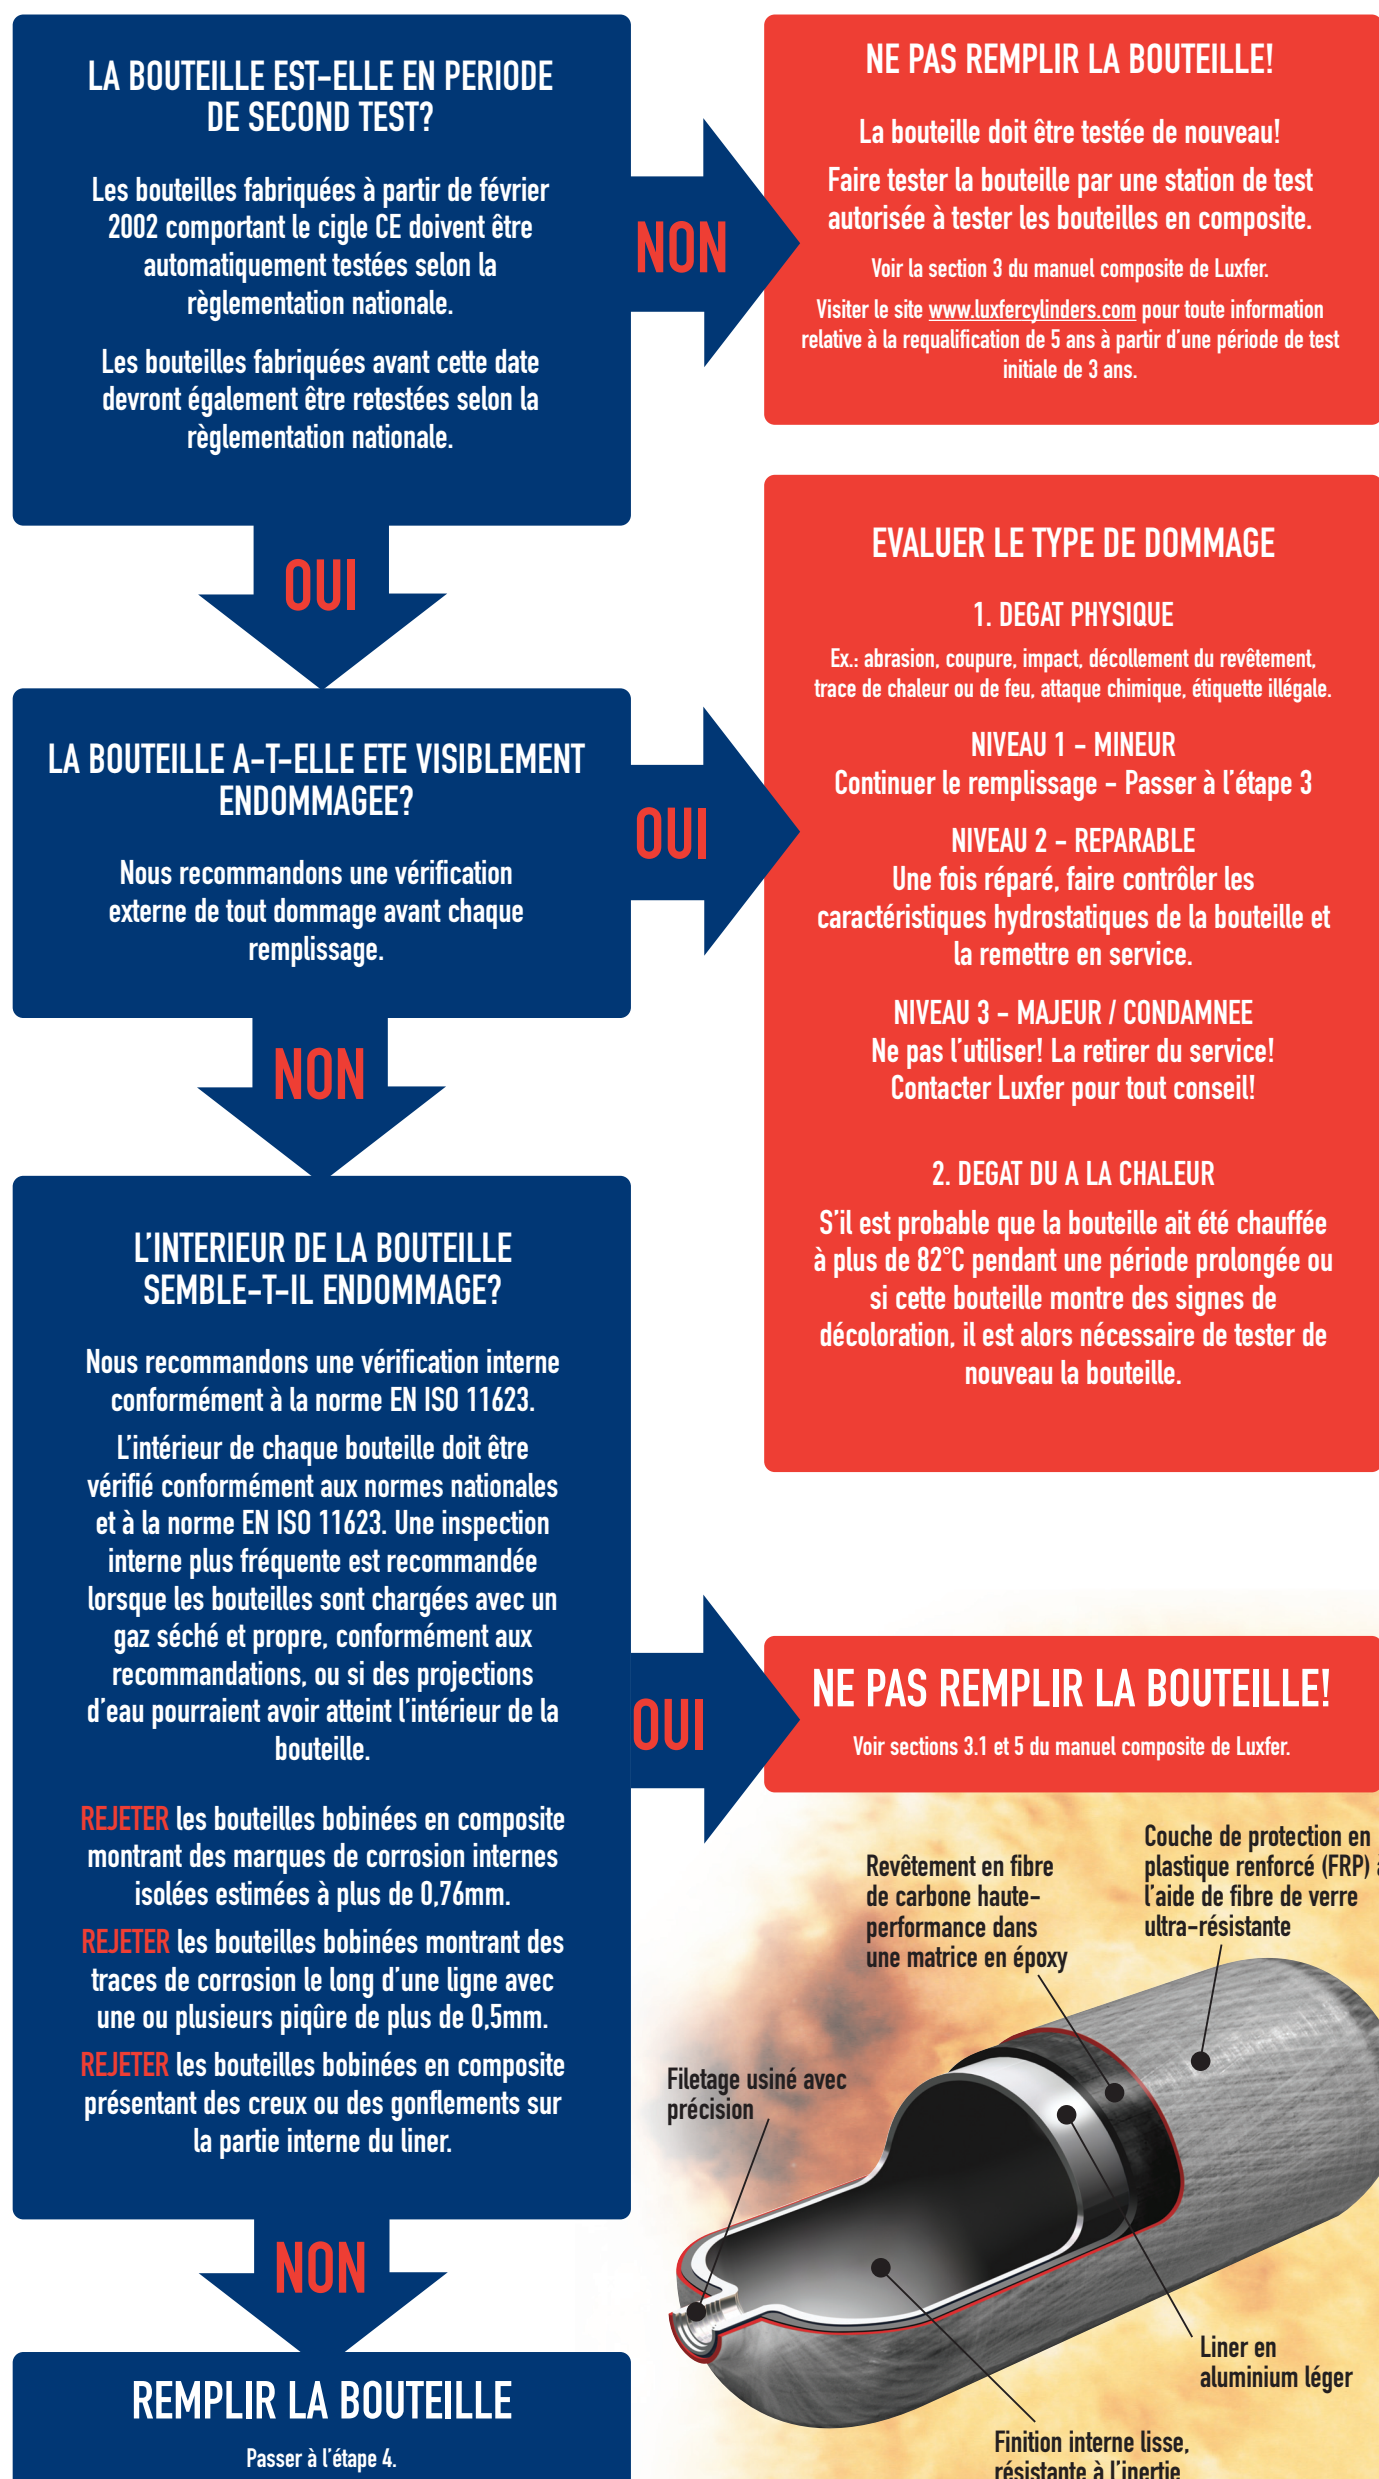 LA BOUTEILLE EST-ELLE EN PERIODE
DE SECOND TEST?
Les bouteilles fabriquées à partir de février
2002 comportant le cigle CE doivent être
automatiquement testées selon la
règlementation nationale.
Les bouteilles fabriquées avant cette date
devront également être retestées selon la
règlementation nationale.
NON
NE PAS REMPLIR LA BOUTEILLE!
La bouteille doit être testée de nouveau!
Faire tester la bouteille par une station de test
autorisée à tester les bouteilles en composite.
Voir la section 3 du manuel composite de Luxfer.
Visiter le site www.luxfercylinders.com pour toute information
relative à la requalification de 5 ans à partir d'une période de test
initiale de 3 ans.
OUI
LA BOUTEILLE A-T-ELLE ETE VISIBLEMENT
ENDOMMAGEE?
Nous recommandons une vérification
externe de tout dommage avant chaque
remplissage.
OUI
EVALUER LE TYPE DE DOMMAGE
1. DEGAT PHYSIQUE
Ex.: abrasion, coupure, impact, décollement du revêtement,
trace de chaleur ou de feu, attaque chimique, étiquette illégale.
NIVEAU 1 - MINEUR
Continuer le remplissage - Passer à l'étape 3
NIVEAU 2 - REPARABLE
Une fois réparé, faire contrôler les
caractéristiques hydrostatiques de la bouteille et
la remettre en service.
NIVEAU 3 - MAJEUR / CONDAMNEE
Ne pas l'utiliser! La retirer du service!
Contacter Luxfer pour tout conseil!
2. DEGAT DU A LA CHALEUR
S'il est probable que la bouteille ait été chauffée
à plus de 82°C pendant une période prolongée ou
si cette bouteille montre des signes de
décoloration, il est alors nécessaire de tester de
nouveau la bouteille.
NON
L'INTERIEUR DE LA BOUTEILLE
SEMBLE-T-IL ENDOMMAGE?
Nous recommandons une vérification interne
conformément à la norme EN ISO 11623.
L'intérieur de chaque bouteille doit être
vérifié conformément aux normes nationales
et à la norme EN ISO 11623. Une inspection
interne plus fréquente est recommandée
lorsque les bouteilles sont chargées avec un
gaz séché et propre, conformément aux
recommandations, ou si des projections
d'eau pourraient avoir atteint l'intérieur de la
bouteille.
REJETER les bouteilles bobinées en composite
montrant des marques de corrosion internes
isolées estimées à plus de 0,76mm.
REJETER les bouteilles bobinées montrant des
traces de corrosion le long d'une ligne avec
une ou plusieurs piqûre de plus de 0,5mm.
REJETER les bouteilles bobinées en composite
présentant des creux ou des gonflements sur
la partie interne du liner.
OUI
NE PAS REMPLIR LA BOUTEILLE!
Voir sections 3.1 et 5 du manuel composite de Luxfer.
NON
REMPLIR LA BOUTEILLE
Passer à l'étape 4.
Revêtement en fibre
de carbone haute-
performance dans
une matrice en époxy
Couche de protection en
plastique renforcé (FRP) à
l'aide de fibre de verre
ultra-résistante
Filetage usiné avec
précision
Liner en
aluminium léger
Finition interne lisse,
résistante à l'inertie